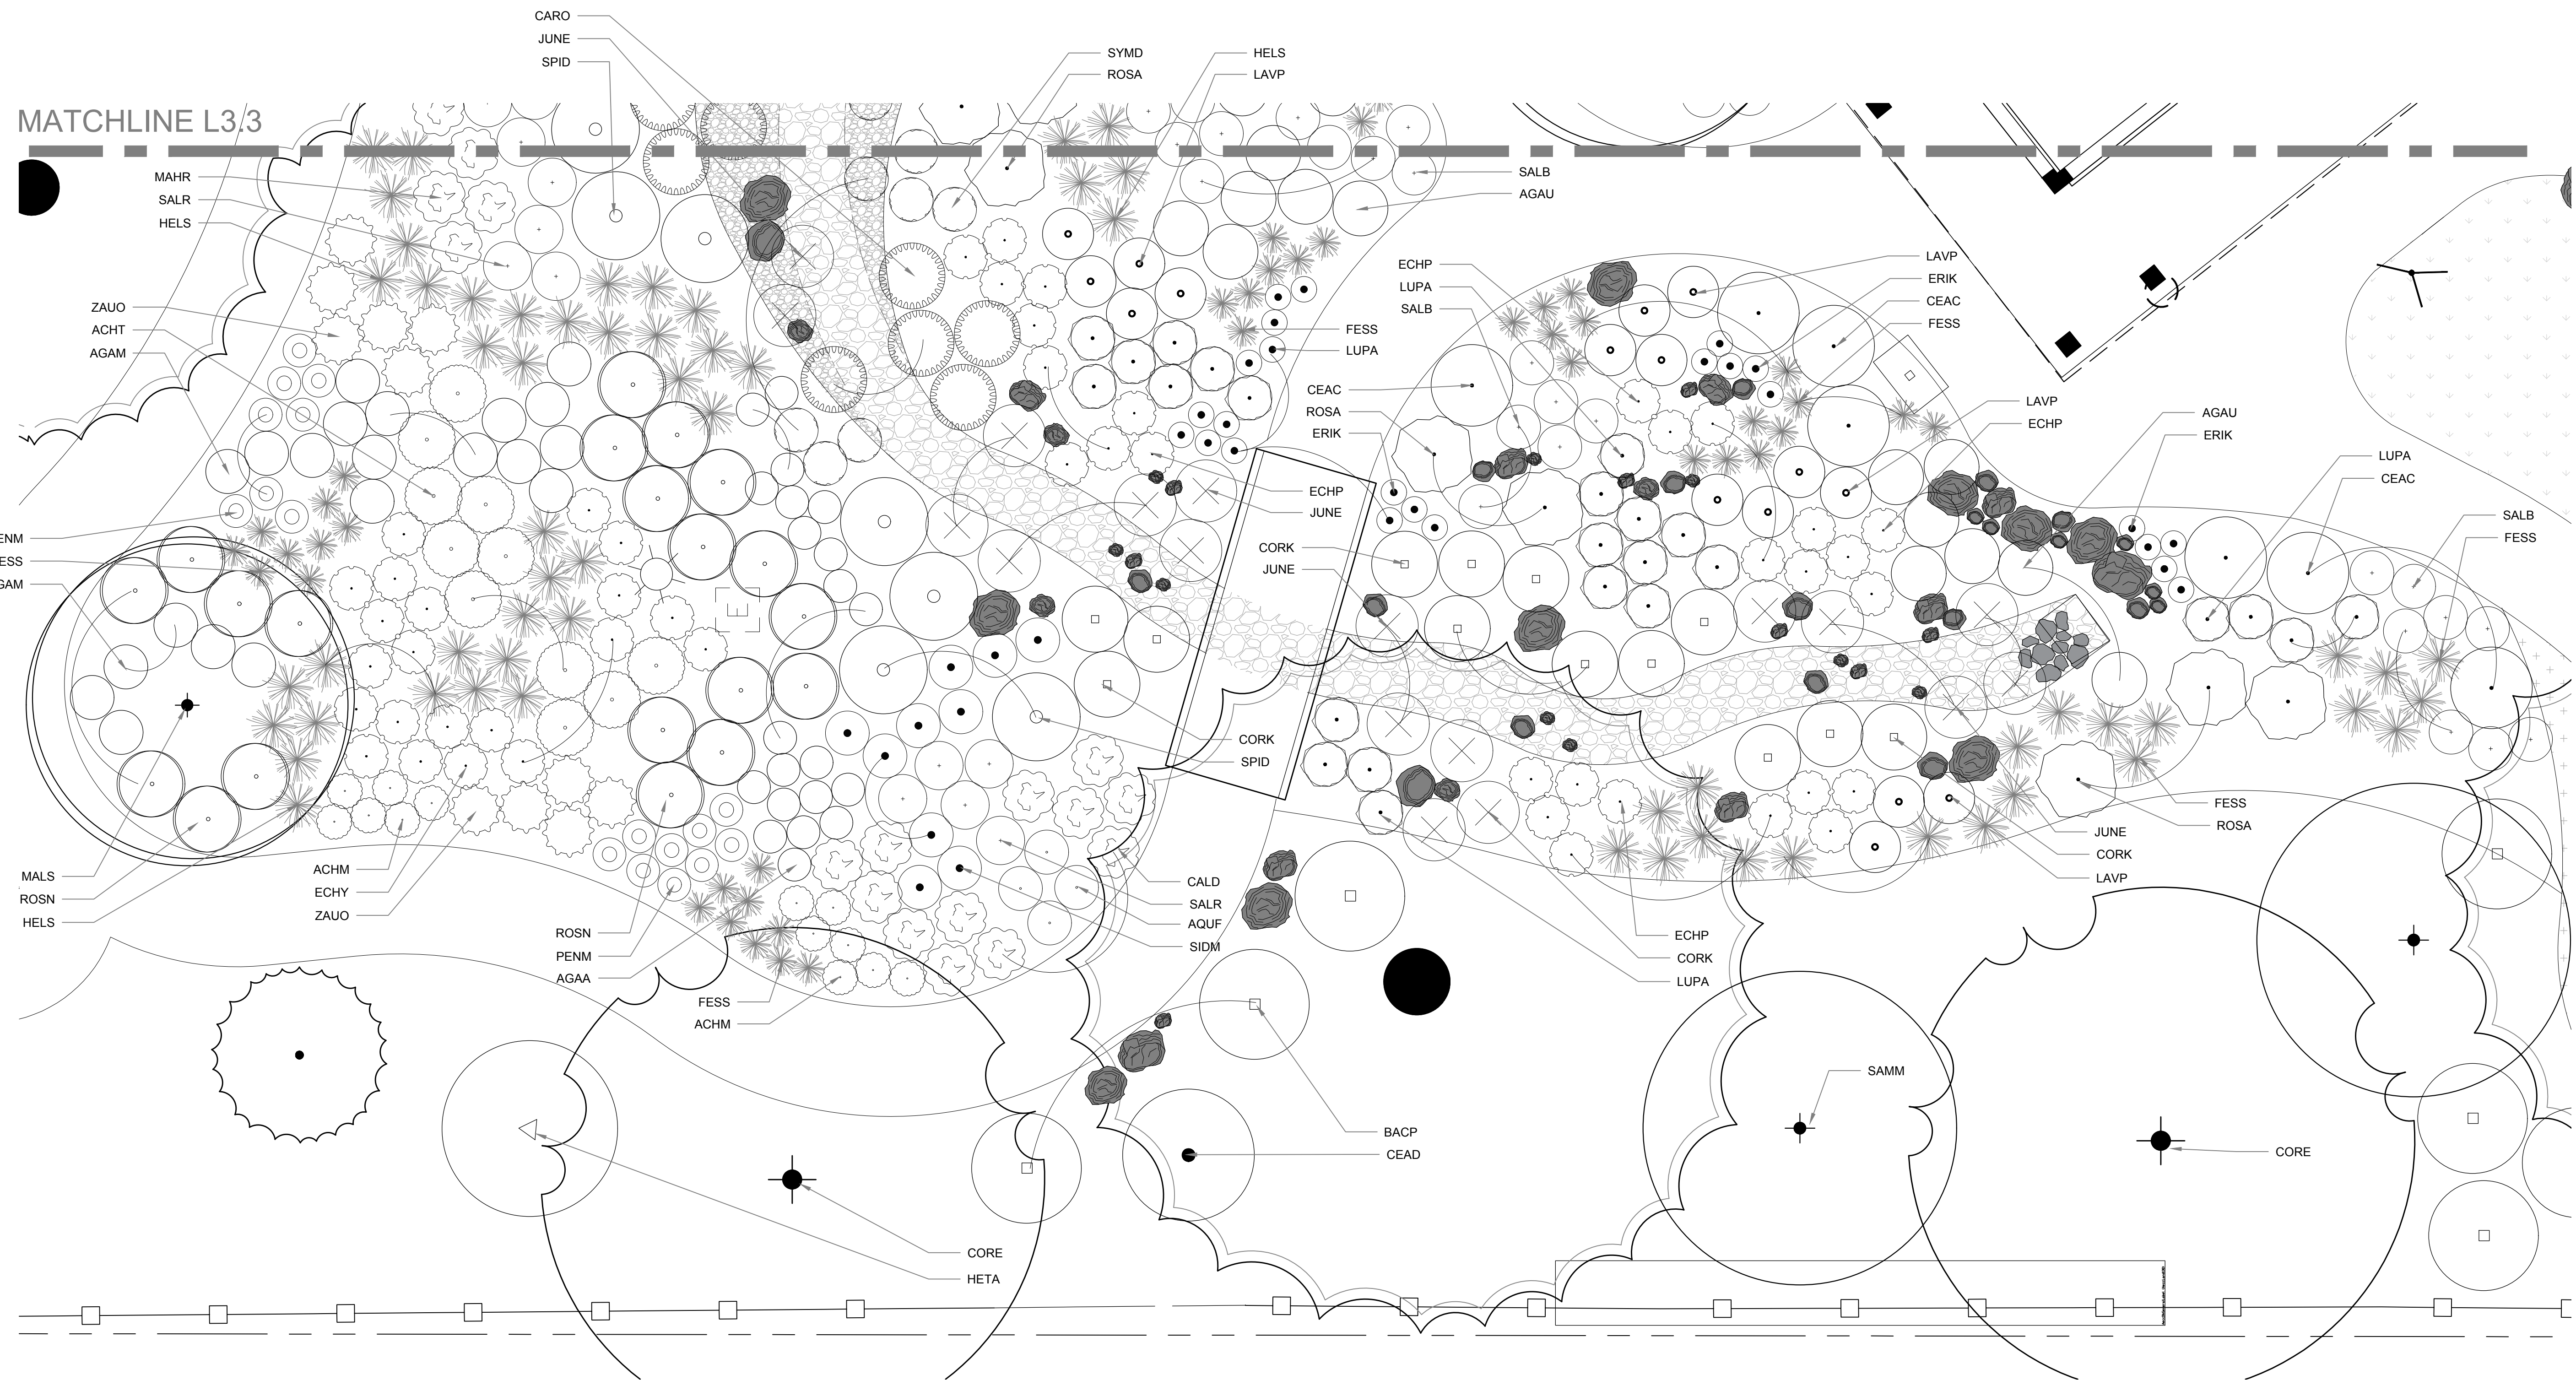 CARO
JUNE
SPID
SYMD
ROSA
HELS
LAVP
MATCHLINE L3.3
MAHR
SALR
HELS
SALB
AGAU
ZAUO
ACHT
AGAM
FESS
LUPA
ECHP
LUPA
SALB
LAVP
ERIK
CEAC
FESS
CEAC
ROSA
ERIK
LAVP
ECHP
AGAU
ERIK
LUPA
CEAC
ECHP
JUNE
SALB
FESS
ENM
ESS
GAM
CORK
JUNE
CORK
SPID
FESS
ROSA
JUNE
CORK
LAVP
MALS
ROSN
HELS
ACHM
ECHY
ZAUO
CALD
SALR
AQUF
SIDM
ROSN
PENM
AGAA
ECHP
CORK
LUPA
FESS
ACHM
SAMM
BACP
CEAD
CORE
CORE
HETA